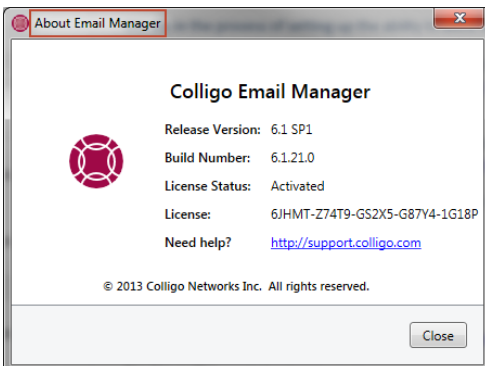 About Email Manager
Colligo Email Manager
Release Version: 6.1 SP1
Build Number: 6.1.21.0
License Status: Activated
License: 6JHMT-Z74T9-GS2X5-G87Y4-1G18P
Need help? http://support.colligo.com
© 2013 Colligo Networks Inc. All rights reserved.
Close